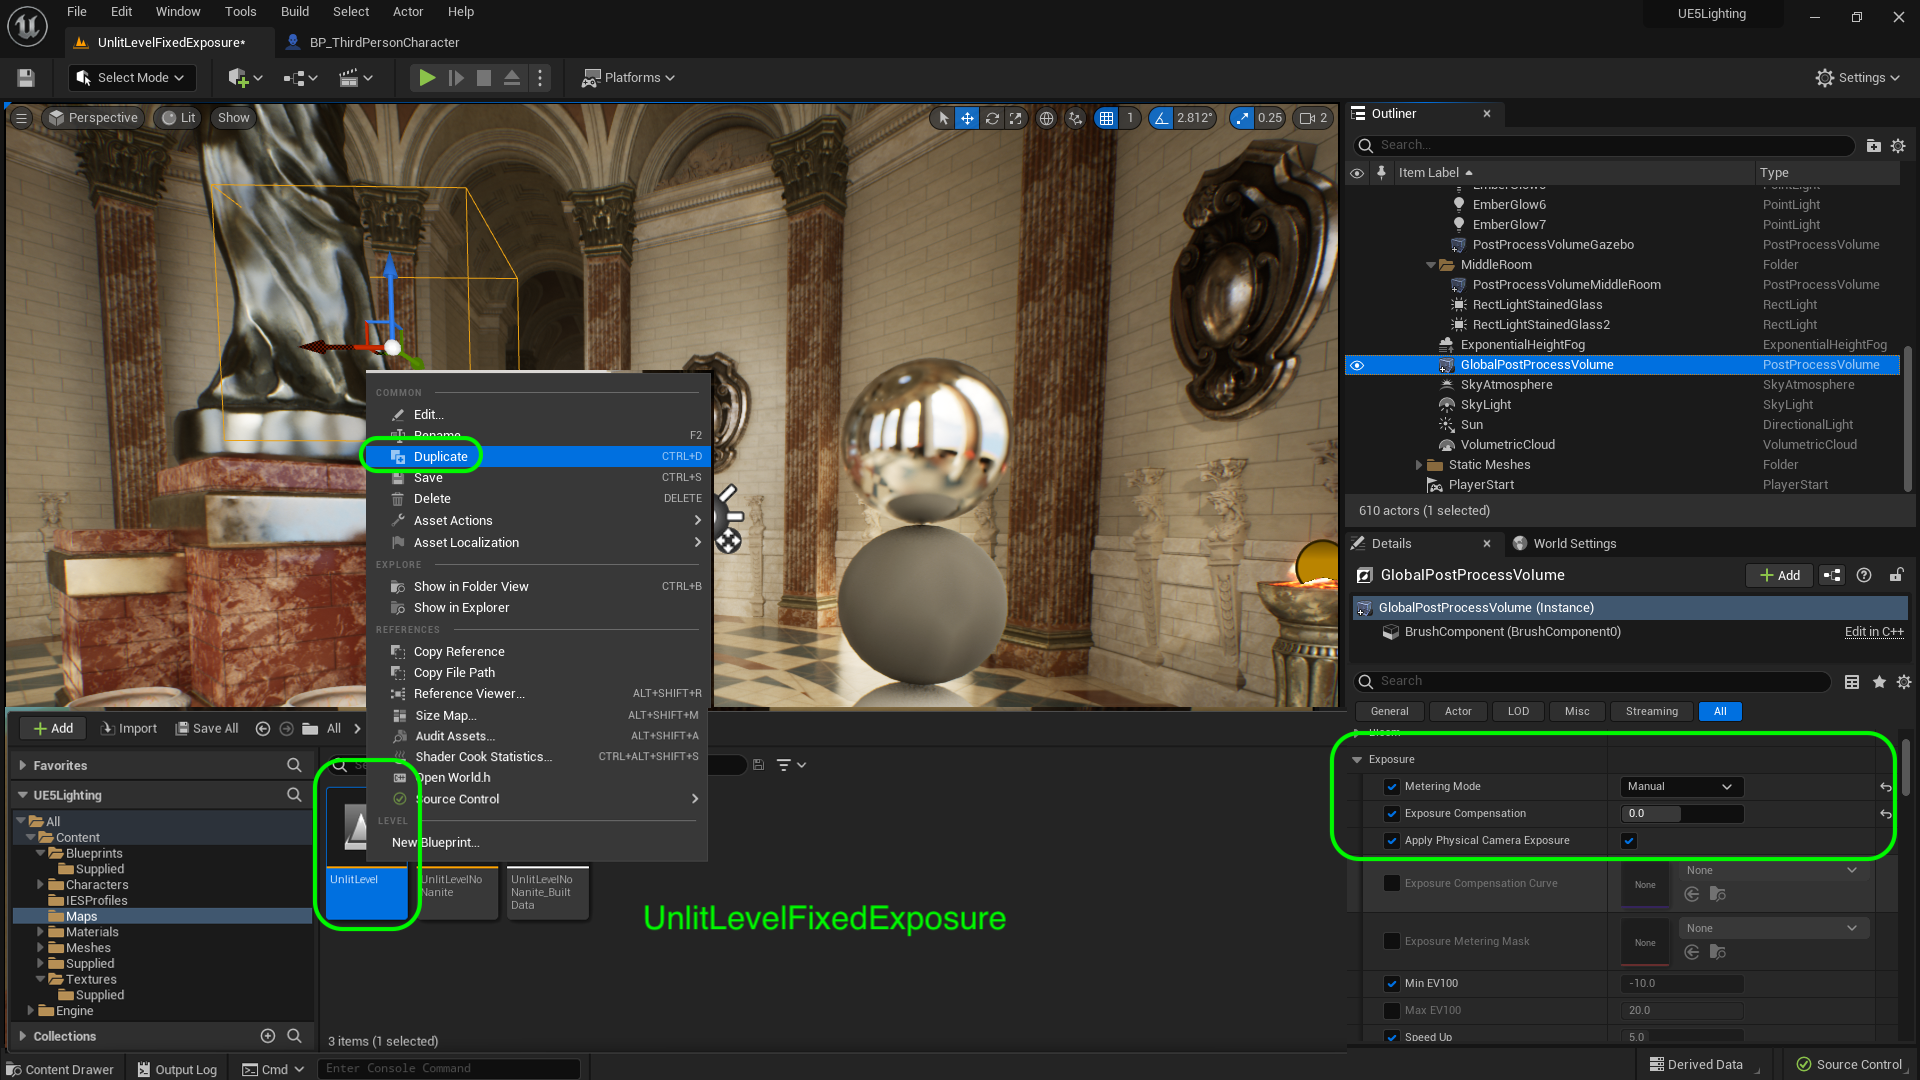 File Edit Window Tools Build Select Actor Help
UE5Lighting
UnlitLevelFixedExposure*
BP_ThirdPersonCharacter
Select Mode
Platforms
Settings
Perspective
Lit
Show
1
2.812°
0.25
2
Outliner
Search...
Item Label
Type
EmberGlow6 PointLight
EmberGlow7 PointLight
PostProcessVolumeGazebo PostProcessVolume
MiddleRoom Folder
PostProcessVolumeMiddleRoom PostProcessVolume
RectLightStainedGlass RectLight
RectLightStainedGlass2 RectLight
ExponentialHeightFog ExponentialHeightFog
GlobalPostProcessVolume PostProcessVolume
SkyAtmosphere SkyAtmosphere
SkyLight SkyLight
Sun DirectionalLight
VolumetricCloud VolumetricCloud
Static Meshes Folder
PlayerStart PlayerStart
610 actors (1 selected)
COMMON
Edit...
Rename F2
Duplicate CTRL+D
Save CTRL+S
Delete DELETE
Asset Actions
Asset Localization
EXPLORE
Show in Folder View CTRL+B
Show in Explorer
REFERENCES
Copy Reference
Copy File Path
Reference Viewer... ALT+SHIFT+R
Size Map... ALT+SHIFT+M
Audit Assets... ALT+SHIFT+A
Shader Cook Statistics... CTRL+ALT+SHIFT+S
Open World.h
Source Control
LEVEL
New Blueprint...
Details
World Settings
GlobalPostProcessVolume
Add
GlobalPostProcessVolume (Instance)
BrushComponent (BrushComponent0)
Edit in C++
Search
General
Actor
LOD
Misc
Streaming
All
Bloom
Exposure
Metering Mode Manual
Exposure Compensation 0.0
Apply Physical Camera Exposure
Exposure Compensation Curve
None
None
Exposure Metering Mask
None
None
Min EV100 -10.0
Max EV100 20.0
Speed Up 5.0
Add
Import
Save All
All
Favorites
UE5Lighting
All
Content
Blueprints
Supplied
Characters
IESProfiles
Maps
Materials
Meshes
Supplied
Textures
Supplied
Engine
Collections
UnlitLevel
UnlitLevelNo
Nanite
UnlitLevelNo
Nanite_Built
Data
UnlitLevelFixedExposure
3 items (1 selected)
Content Drawer
Output Log
Cmd
Enter Console Command
Derived Data
Source Control